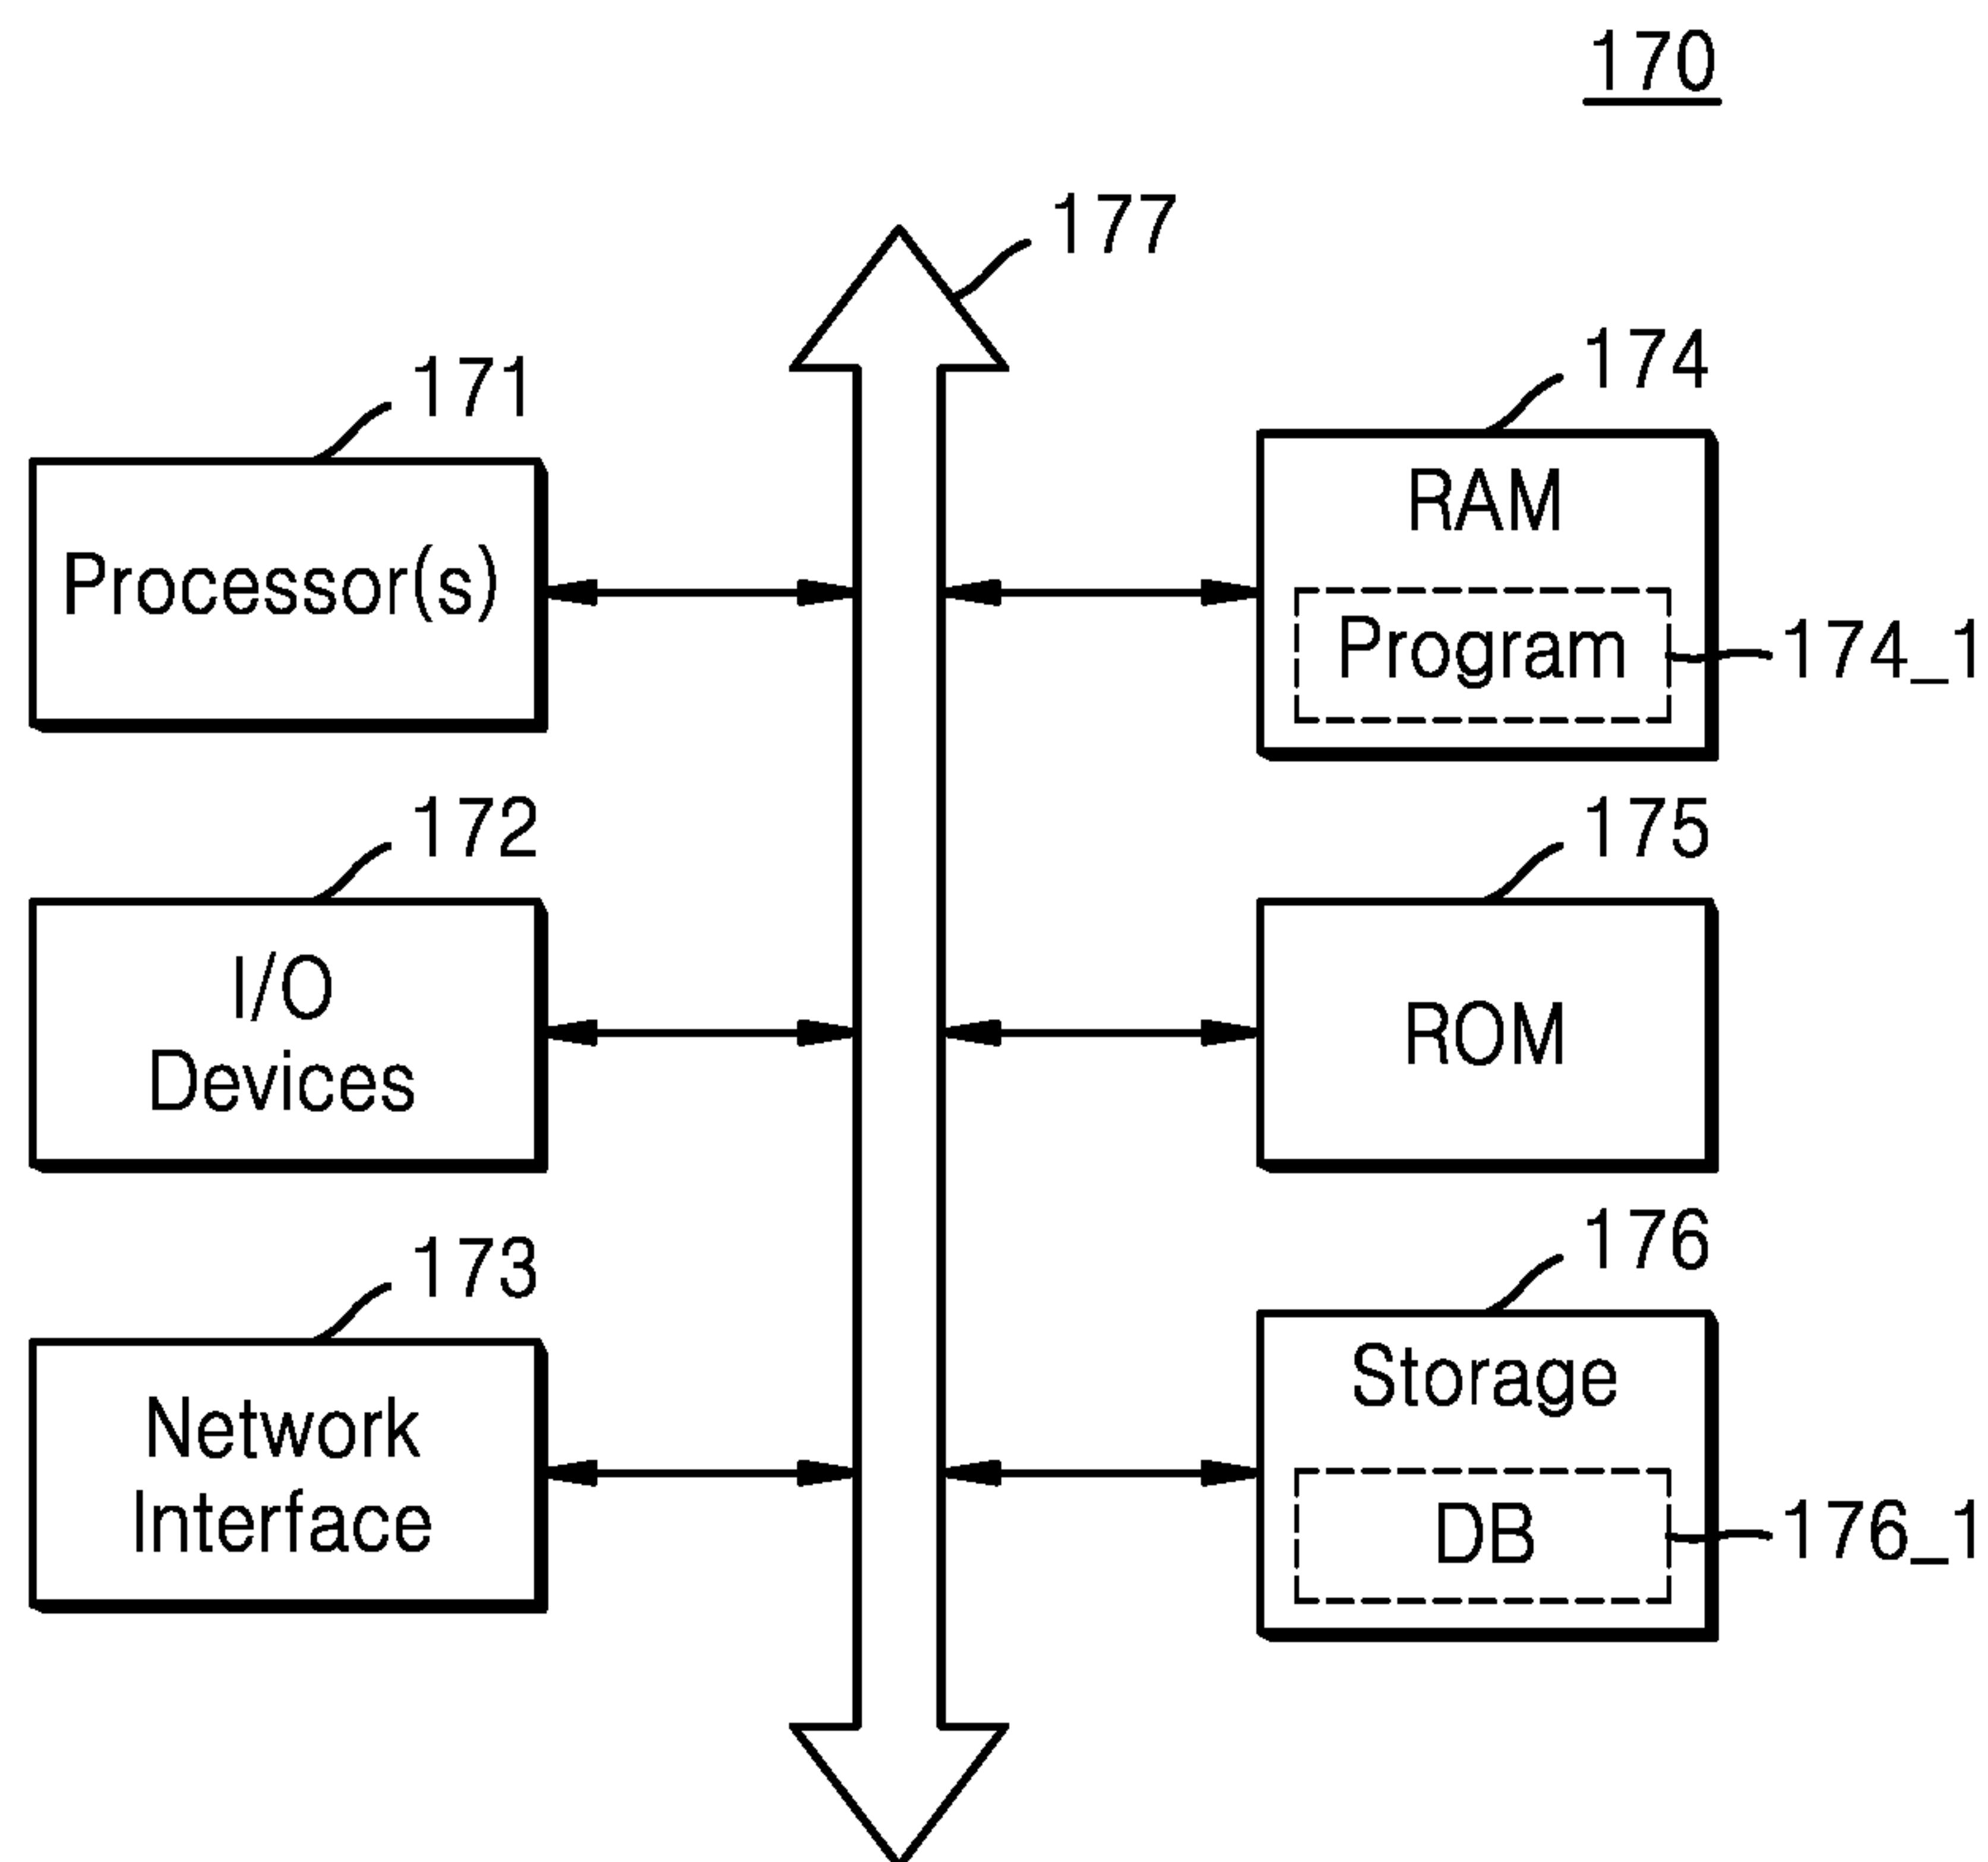 170
177
171
Processor(s)
174
RAM
Program
174_1
172
I/O
Devices
175
ROM
173
Network
Interface
176
Storage
DB
176_1